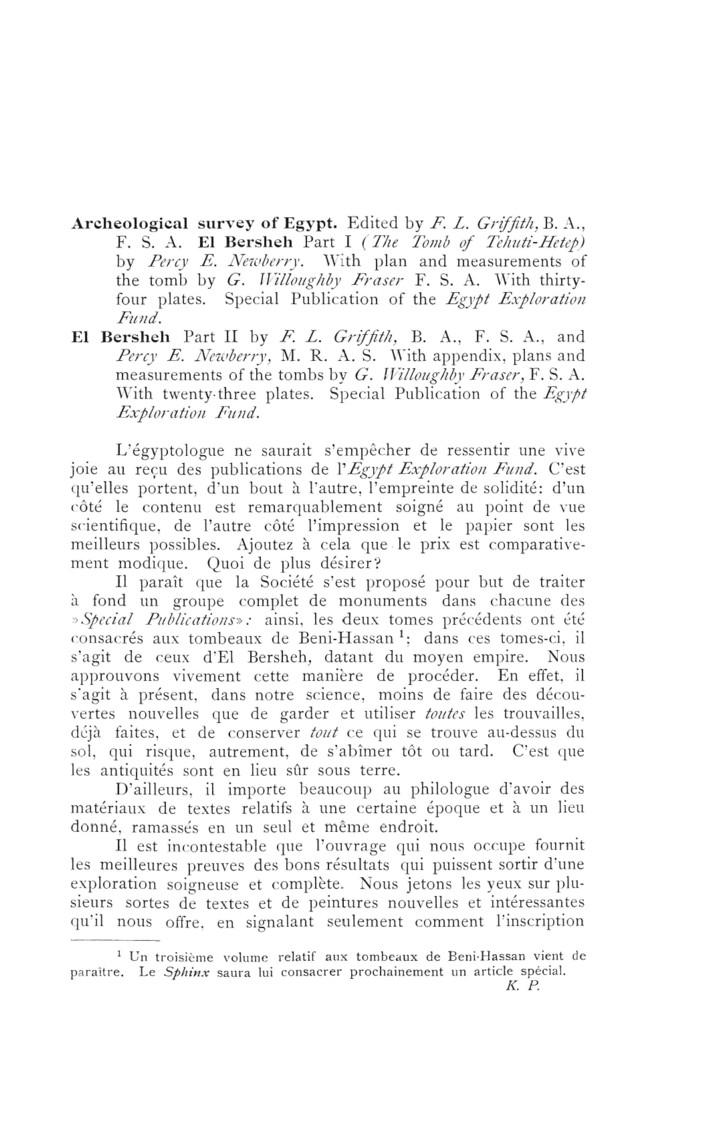 Archeological survey of Egypt. Edited by F. L. Griffith, B. A.,
F. S. A. El Bersheh Part I (The Tomb of Tehuti-Hetep)
by Percy E. Newberry. With plan and measurements of
the tomb by G. Willoughby Fraser F. S. A. With thirty-
four plates. Special Publication of the Egypt Exploration
Fund.
El Bersheh Part II by F. L. Griffith, B. A., F. S. A., and
Percy E. Newberry, M. R. A. S. With appendix, plans and
measurements of the tombs by G. Willoughby Fraser, F. S. A.
With twenty-three plates. Special Publication of the Egypt
Exploration Fund.
L'égyptologue ne saurait s'empêcher de ressentir une vive
joie au reçu des publications de l'Egypt Exploration Fund. C'est
qu'elles portent, d'un bout à l'autre, l'empreinte de solidité: d'un
côté le contenu est remarquablement soigné au point de vue
scientifique, de l'autre côté l'impression et le papier sont les
meilleurs possibles. Ajoutez à cela que le prix est comparative-
ment modique. Quoi de plus désirer?
Il paraît que la Société s'est proposé pour but de traiter
à fond un groupe complet de monuments dans chacune des
»Special Publications»: ainsi, les deux tomes précédents ont été
consacrés aux tombeaux de Beni-Hassan ¹; dans ces tomes-ci, il
s'agit de ceux d'El Bersheh, datant du moyen empire. Nous
approuvons vivement cette manière de procéder. En effet, il
s'agit à présent, dans notre science, moins de faire des décou-
vertes nouvelles que de garder et utiliser toutes les trouvailles,
déjà faites, et de conserver tout ce qui se trouve au-dessus du
sol, qui risque, autrement, de s'abîmer tôt ou tard. C'est que
les antiquités sont en lieu sûr sous terre.
D'ailleurs, il importe beaucoup au philologue d'avoir des
matériaux de textes relatifs à une certaine époque et à un lieu
donné, ramassés en un seul et même endroit.
Il est incontestable que l'ouvrage qui nous occupe fournit
les meilleures preuves des bons résultats qui puissent sortir d'une
exploration soigneuse et complète. Nous jetons les yeux sur plu-
sieurs sortes de textes et de peintures nouvelles et intéressantes
qu'il nous offre, en signalant seulement comment l'inscription
¹ Un troisième volume relatif aux tombeaux de Beni-Hassan vient de
paraître. Le Sphinx saura lui consacrer prochainement un article spécial.
K. P.